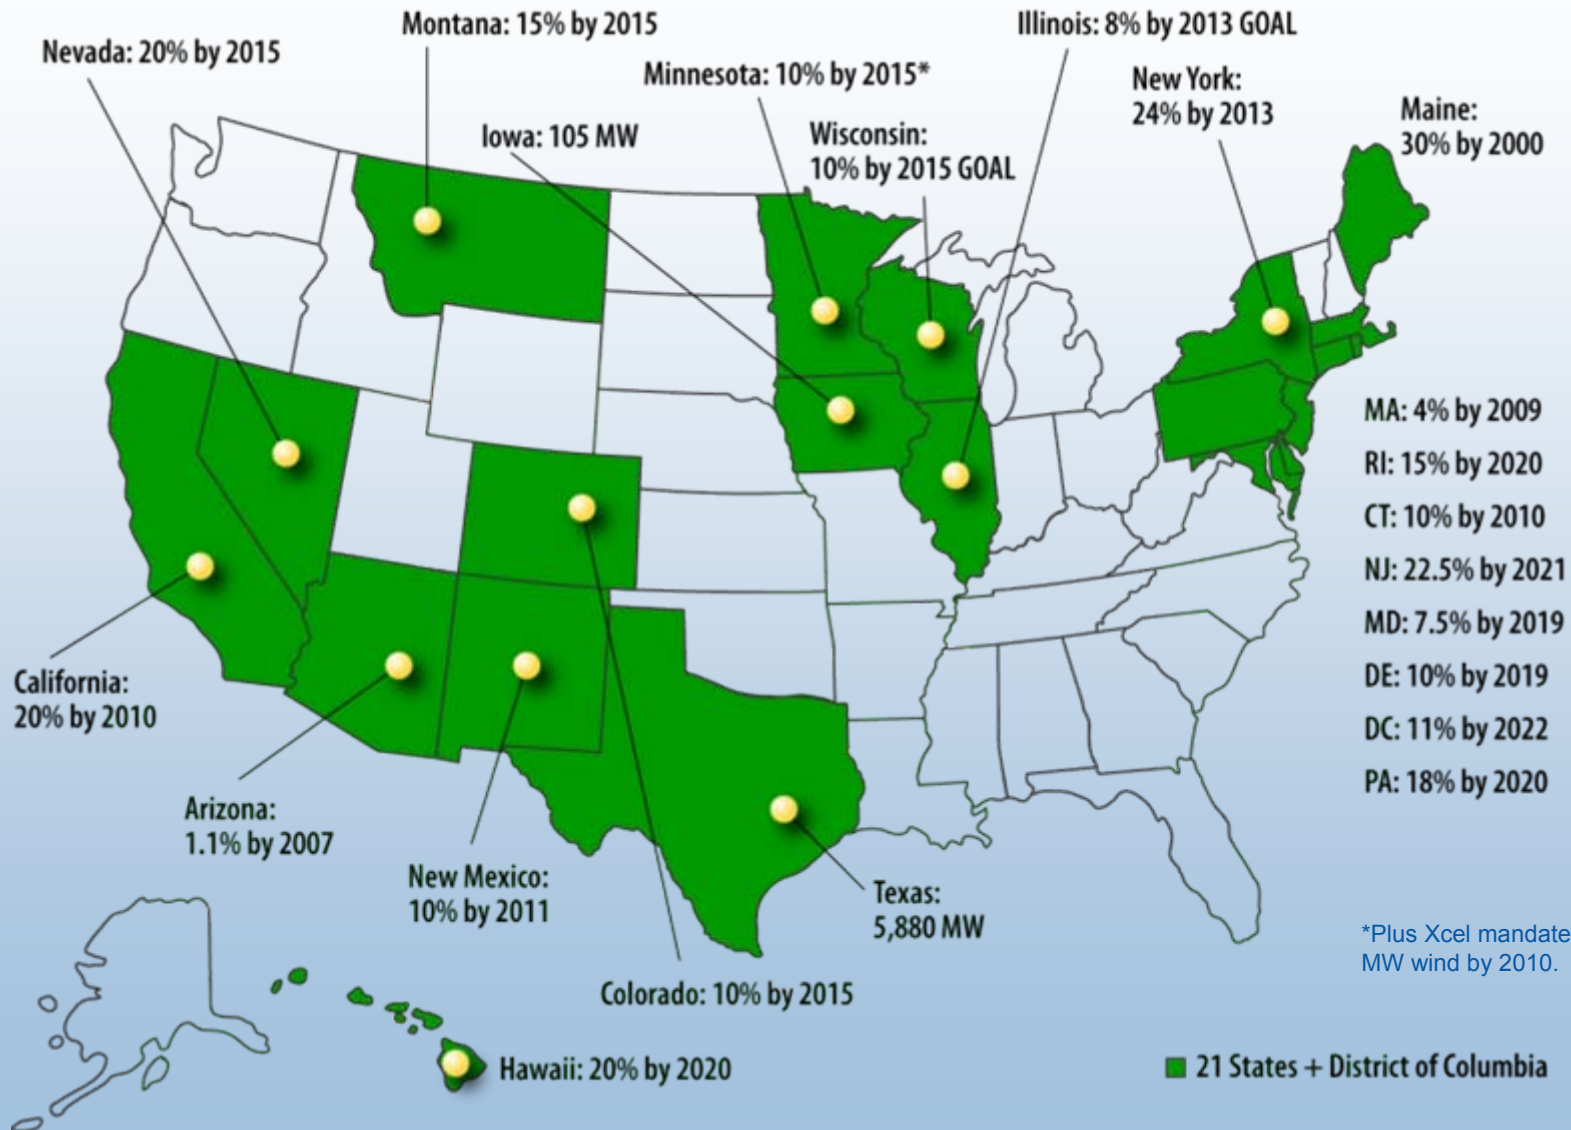 Montana: 15% by 2015
Illinois: 8% by 2013 GOAL
Nevada: 20% by 2015
Minnesota: 10% by 2015*
New York:
24% by 2013
Maine:
30% by 2000
Iowa: 105 MW
Wisconsin:
10% by 2015 GOAL
MA: 4% by 2009
RI: 15% by 2020
CT: 10% by 2010
NJ: 22.5% by 2021
MD: 7.5% by 2019
DE: 10% by 2019
DC: 11% by 2022
PA: 18% by 2020
California:
20% by 2010
Arizona:
1.1% by 2007
New Mexico:
10% by 2011
Texas:
5,880 MW
*Plus Xcel mandate
MW wind by 2010.
Colorado: 10% by 2015
Hawaii: 20% by 2020
21 States + District of Columbia